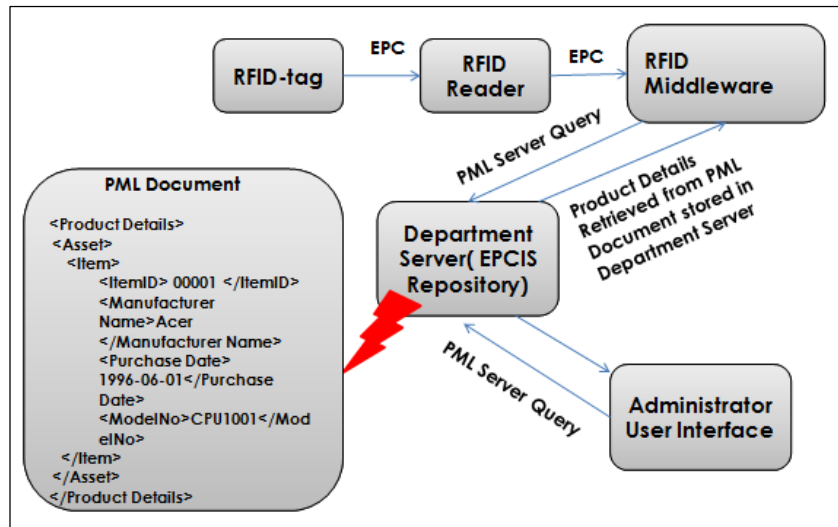 EPC
EPC
RFID-tag
RFID
Reader
RFID
Middleware
PML Server Query
Product Details
Retrieved from PML
Document stored in
Department Server
PML Document
<Product Details>
<Asset>
<Item>
<ItemID> 00001 </ItemID>
<Manufacturer
Name>Acer
</Manufacturer Name>
<Purchase Date>
1996-06-01</Purchase
Date>
<ModelNo>CPU1001</Mod
elNo>
</Item>
</Asset>
</Product Details>
Department
Server( EPCIS
Repository)
PML Server Query
Administrator
User Interface